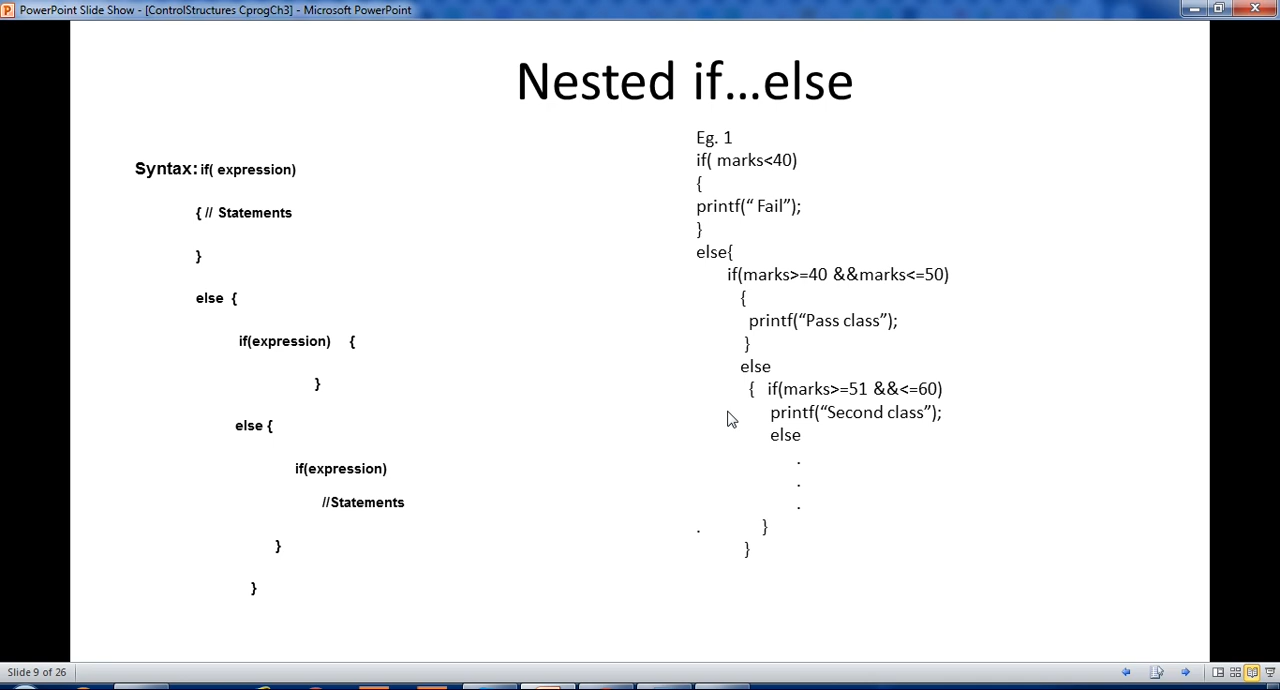 PowerPoint Slide Show - [ControlStructures CprogCh3] - Microsoft PowerPoint
Nested if...else
Syntax: if( expression)
{ // Statements
}
else {
if(expression) {
}
else {
if(expression)
//Statements
}
}
Eg. 1
if( marks<40)
{
printf(“ Fail”);
}
else{
if(marks>=40 &&marks<=50)
{
printf(“Pass class”);
}
else
{ if(marks>=51 &&<=60)
printf(“Second class”);
else
.
.
.
. }
}
Slide 9 of 26